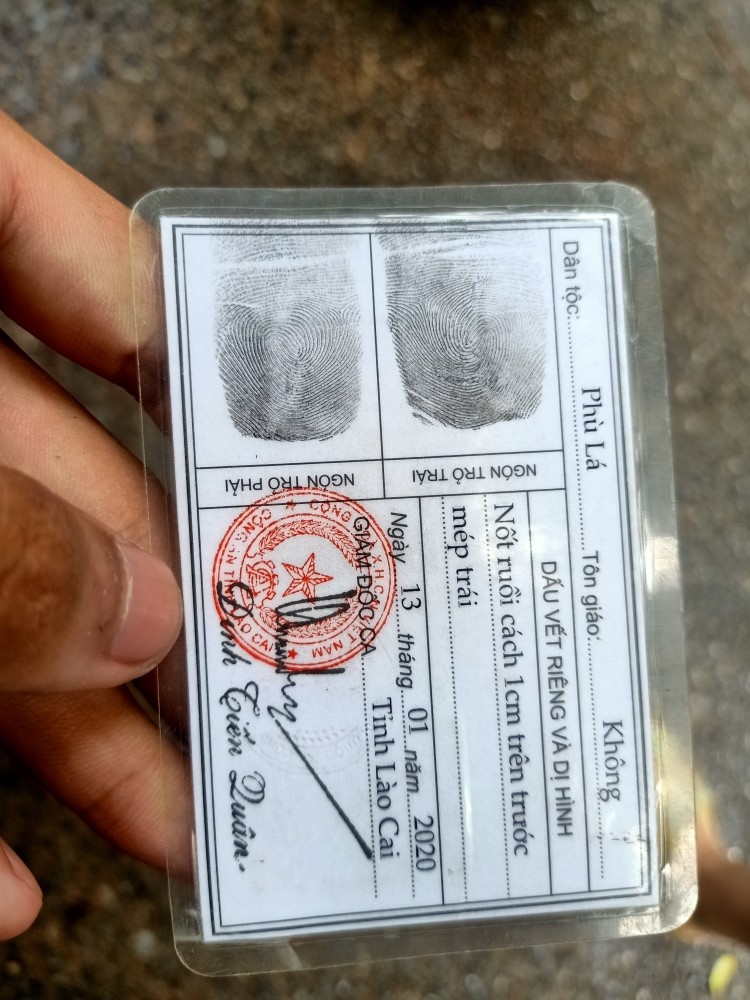 Dân tộc: Phù Lá Tôn giáo: Không
NGÓN TRỎ TRÁI
DẤU VẾT RIÊNG VÀ DỊ HÌNH
Nốt ruồi cách 1cm trên trước
mép trái
NGÓN TRỎ PHẢI
Ngày 13 tháng 01 năm 2020
GIÁM ĐỐC CA Tỉnh Lào Cai
Đinh Tiến Quân